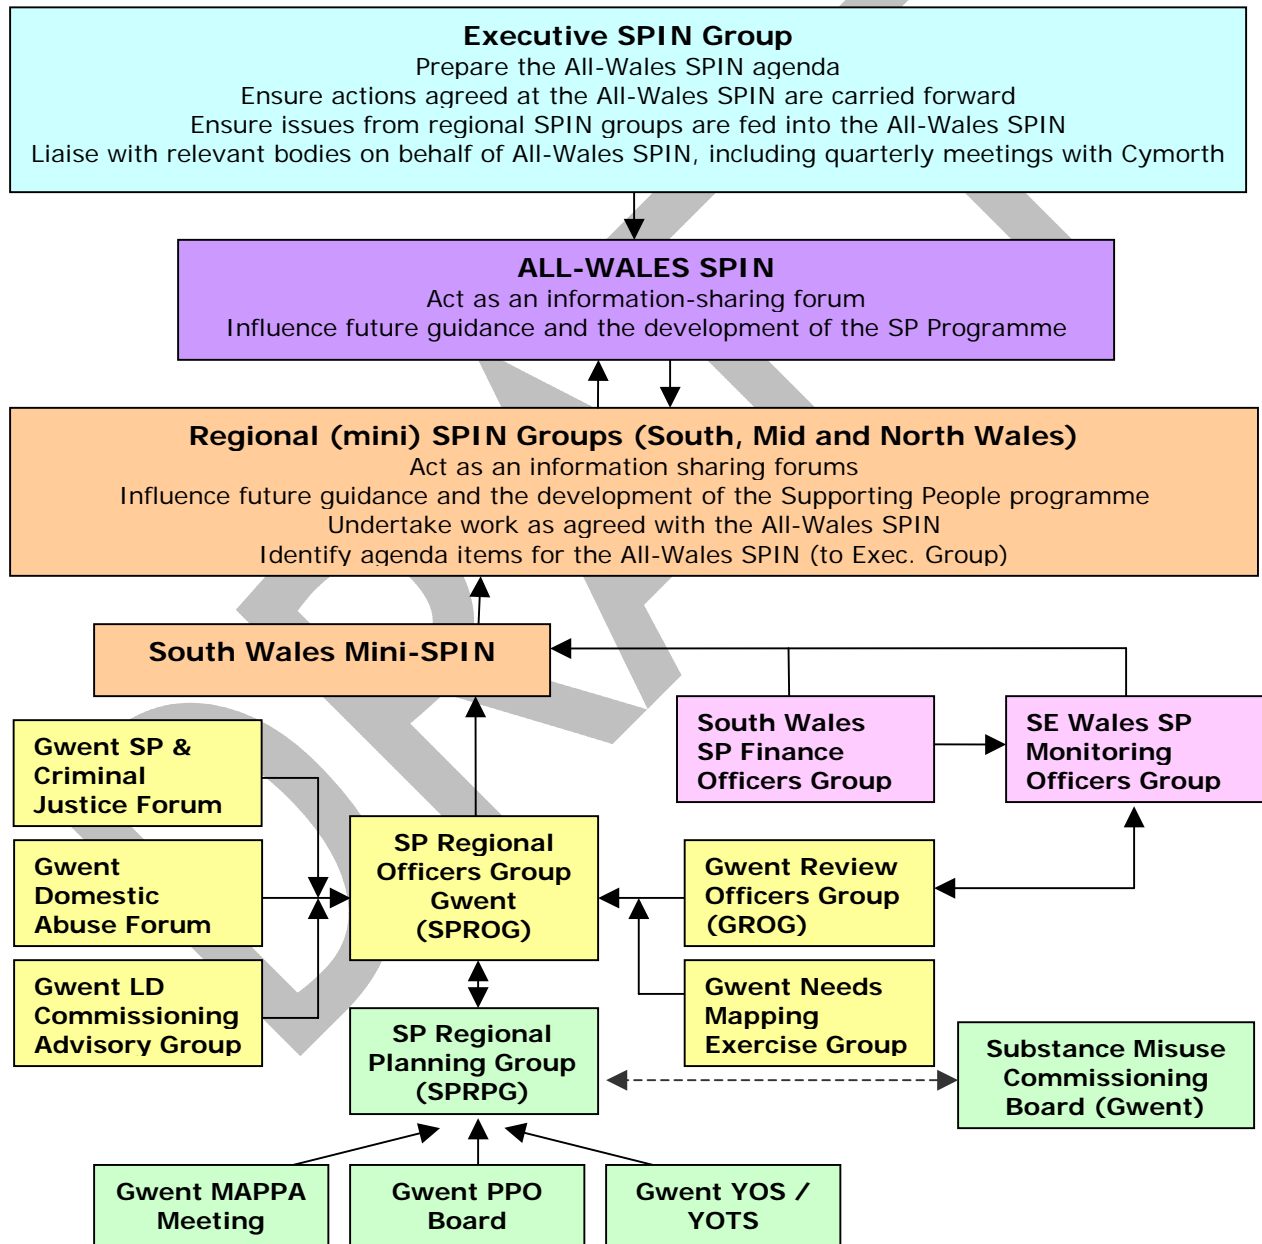 Executive SPIN Group
Prepare the All-Wales SPIN agenda
Ensure actions agreed at the All-Wales SPIN are carried forward
Ensure issues from regional SPIN groups are fed into the All-Wales SPIN
Liaise with relevant bodies on behalf of All-Wales SPIN, including quarterly meetings with Cymorth
ALL-WALES SPIN
Act as an information-sharing forum
Influence future guidance and the development of the SP Programme
Regional (mini) SPIN Groups (South, Mid and North Wales)
Act as an information sharing forums
Influence future guidance and the development of the Supporting People programme
Undertake work as agreed with the All-Wales SPIN
Identify agenda items for the All-Wales SPIN (to Exec. Group)
South Wales Mini-SPIN
South Wales
SP Finance
Officers Group
SE Wales SP
Monitoring
Officers Group
Gwent SP &
Criminal
Justice Forum
Gwent
Domestic
Abuse Forum
Gwent LD
Commissioning
Advisory Group
SP Regional
Officers Group
Gwent
(SPROG)
Gwent Review
Officers Group
(GROG)
Gwent Needs
Mapping
Exercise Group
SP Regional
Planning Group
(SPRPG)
Substance Misuse
Commissioning
Board (Gwent)
Gwent MAPPA
Meeting
Gwent PPO
Board
Gwent YOS /
YOTS
DRAFT